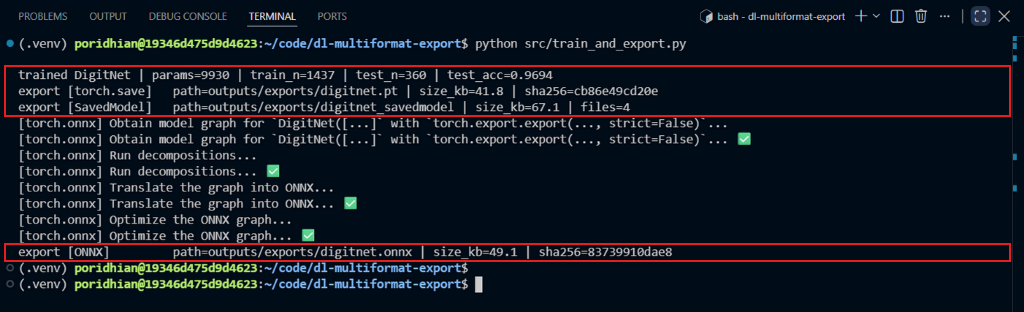 PROBLEMS OUTPUT DEBUG CONSOLE TERMINAL PORTS bash - dl-multiformat-export
(.venv) poridhian@19346d475d9d4623:~/code/dl-multiformat-export$ python src/train_and_export.py
trained DigitNet | params=9930 | train_n=1437 | test_n=360 | test_acc=0.9694
export [torch.save] path=outputs/exports/digitnet.pt | size_kb=41.8 | sha256=cb86e49cd20e
export [SavedModel] path=outputs/exports/digitnet_savedmodel | size_kb=67.1 | files=4
[torch.onnx] Obtain model graph for `DigitNet([...]` with `torch.export.export(..., strict=False)`...
[torch.onnx] Obtain model graph for `DigitNet([...]` with `torch.export.export(..., strict=False)`... ✅
[torch.onnx] Run decompositions...
[torch.onnx] Run decompositions... ✅
[torch.onnx] Translate the graph into ONNX...
[torch.onnx] Translate the graph into ONNX... ✅
[torch.onnx] Optimize the ONNX graph...
[torch.onnx] Optimize the ONNX graph... ✅
export [ONNX] path=outputs/exports/digitnet.onnx | size_kb=49.1 | sha256=83739910dae8
(.venv) poridhian@19346d475d9d4623:~/code/dl-multiformat-export$
(.venv) poridhian@19346d475d9d4623:~/code/dl-multiformat-export$